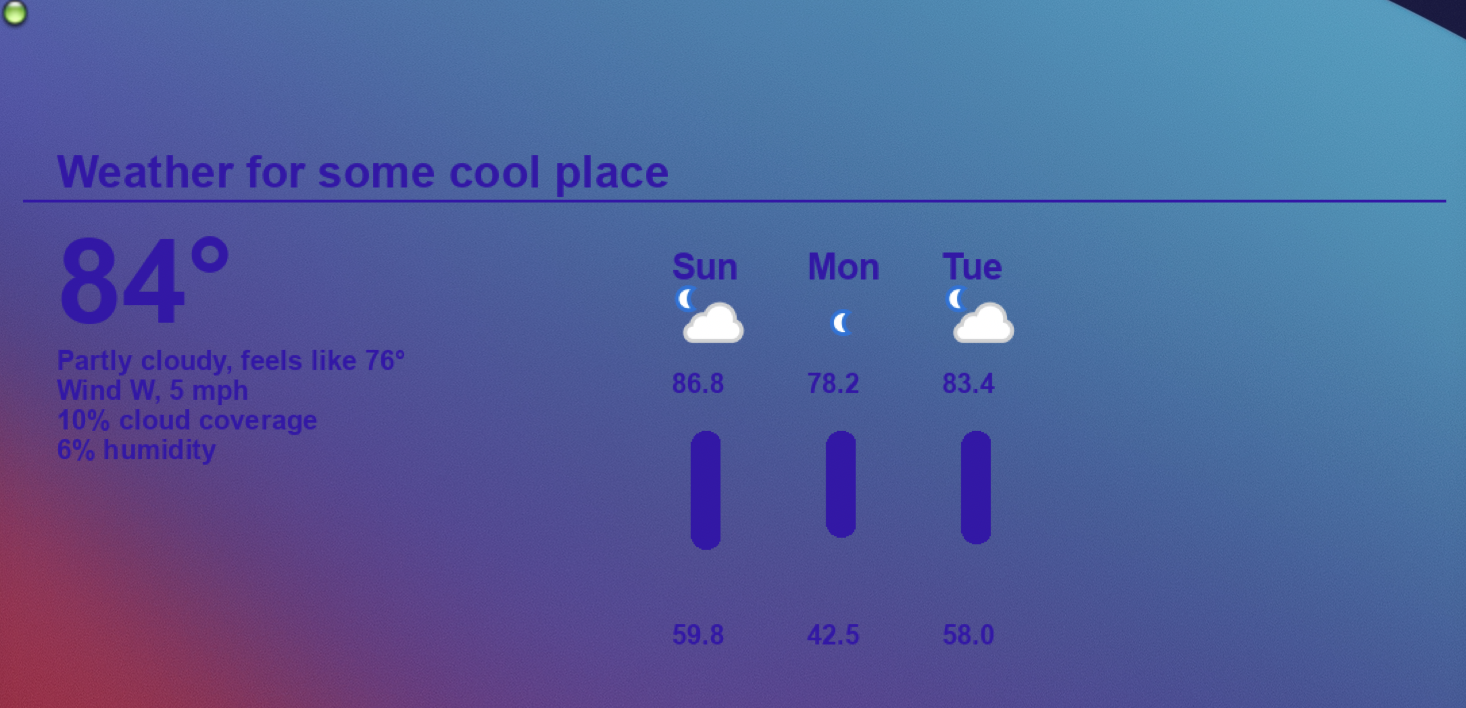 Weather for some cool place
84°
Partly cloudy, feels like 76°
Wind W, 5 mph
10% cloud coverage
6% humidity
Sun Mon Tue
86.8 78.2 83.4
59.8 42.5 58.0